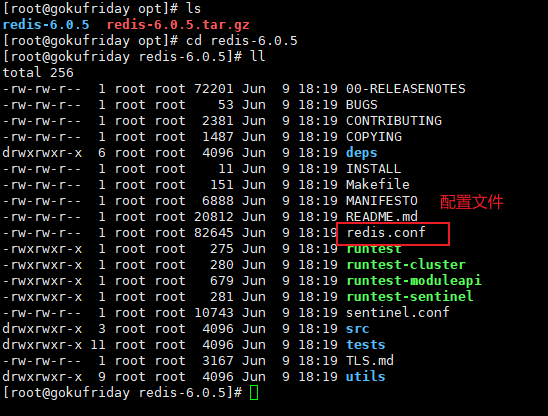 [root@gokufriday opt]# ls
redis-6.0.5  redis-6.0.5.tar.gz
[root@gokufriday opt]# cd redis-6.0.5
[root@gokufriday redis-6.0.5]# ll
total 256
-rw-rw-r--  1 root root 72201 Jun  9 18:19 00-RELEASENOTES
-rw-rw-r--  1 root root    53 Jun  9 18:19 BUGS
-rw-rw-r--  1 root root  2381 Jun  9 18:19 CONTRIBUTING
-rw-rw-r--  1 root root  1487 Jun  9 18:19 COPYING
drwxrwxr-x  6 root root  4096 Jun  9 18:19 deps
-rw-rw-r--  1 root root    11 Jun  9 18:19 INSTALL
-rw-rw-r--  1 root root   151 Jun  9 18:19 Makefile
-rw-rw-r--  1 root root  6888 Jun  9 18:19 MANIFESTO 配置文件
-rw-rw-r--  1 root root 20812 Jun  9 18:19 README.md
-rw-rw-r--  1 root root 82645 Jun  9 18:19 redis.conf
-rwxrwxr-x  1 root root   275 Jun  9 18:19 runtest
-rwxrwxr-x  1 root root   280 Jun  9 18:19 runtest-cluster
-rwxrwxr-x  1 root root   679 Jun  9 18:19 runtest-moduleapi
-rwxrwxr-x  1 root root   281 Jun  9 18:19 runtest-sentinel
-rw-rw-r--  1 root root 10743 Jun  9 18:19 sentinel.conf
drwxrwxr-x  3 root root  4096 Jun  9 18:19 src
drwxrwxr-x 11 root root  4096 Jun  9 18:19 tests
-rw-rw-r--  1 root root  3167 Jun  9 18:19 TLS.md
drwxrwxr-x  9 root root  4096 Jun  9 18:19 utils
[root@gokufriday redis-6.0.5]#